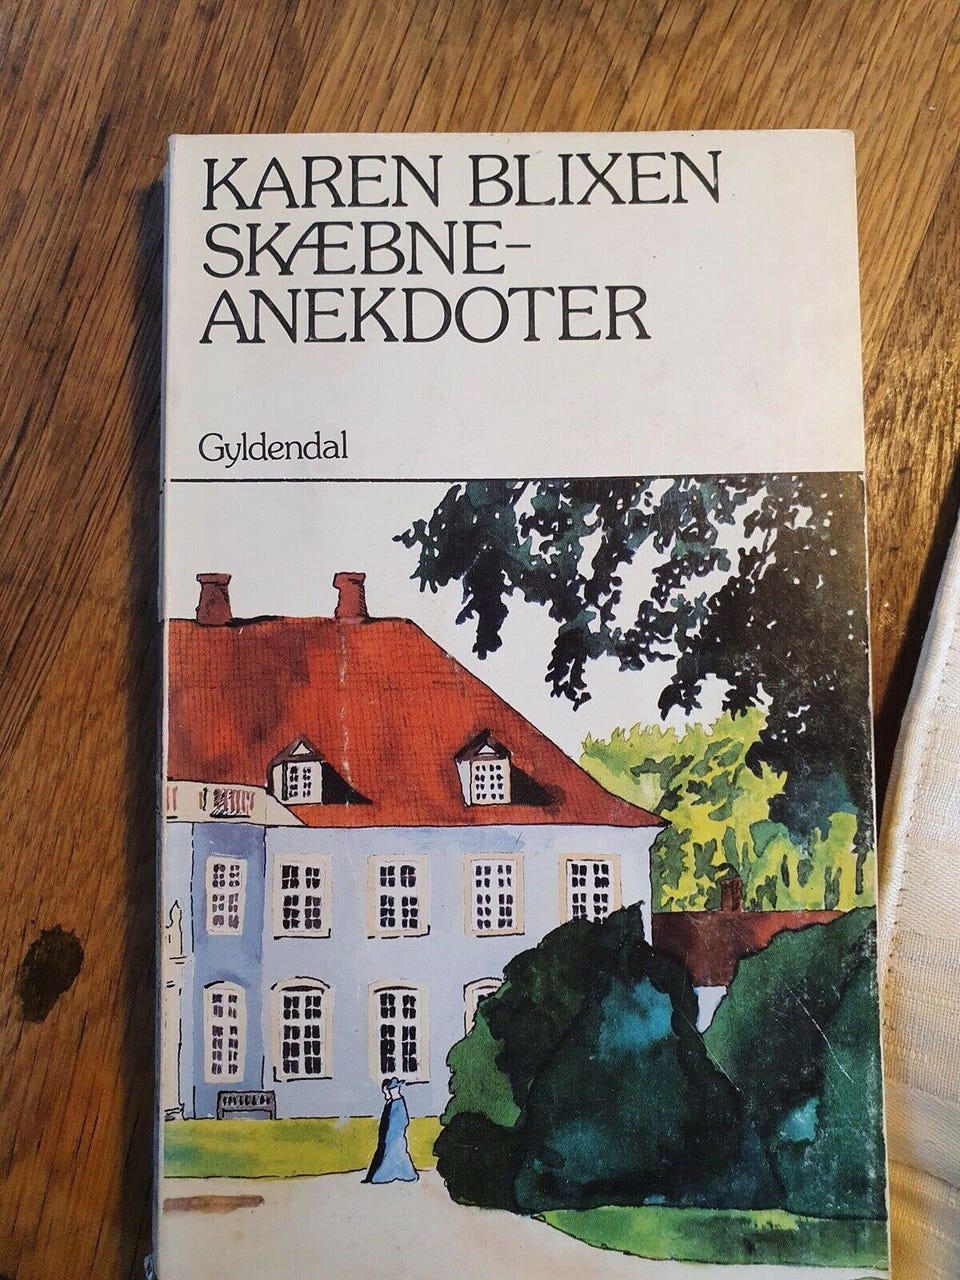 KAREN BLIXEN
SKÆBNE-
ANEKDOTER
Gyldendal